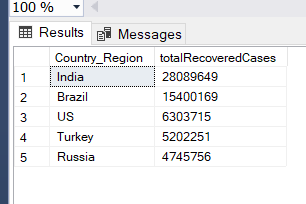 100 %
Results Messages
Country_Region totalRecoveredCases
1 India 28089649
2 Brazil 15400169
3 US 6303715
4 Turkey 5202251
5 Russia 4745756